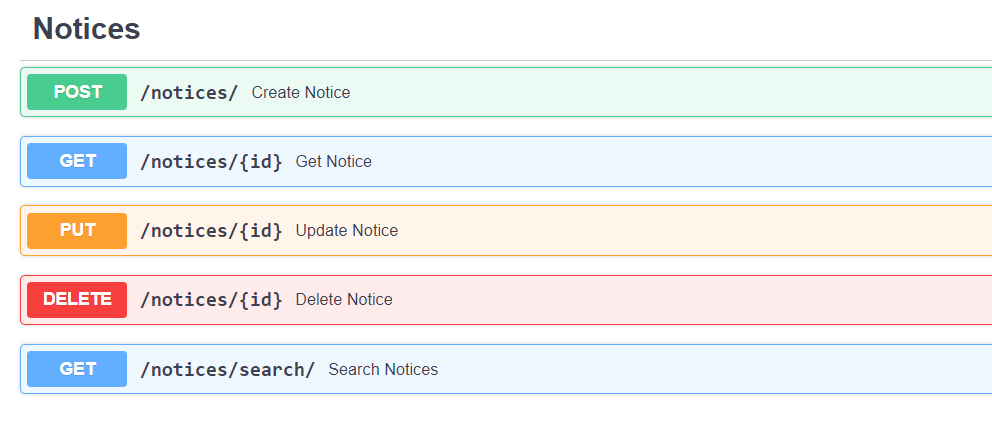 Notices
POST /notices/ Create Notice
GET /notices/{id} Get Notice
PUT /notices/{id} Update Notice
DELETE /notices/{id} Delete Notice
GET /notices/search/ Search Notices